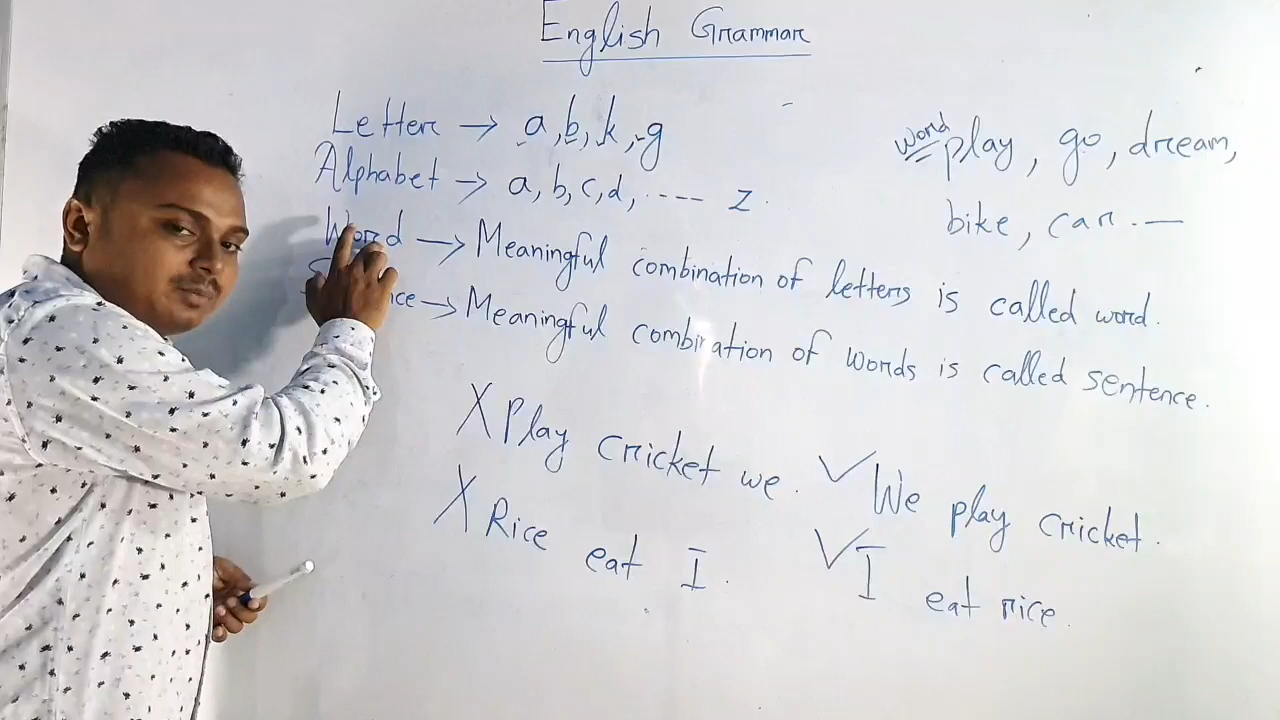 English Grammar
Letter → a, b, k, g
Alphabet → a, b, c, d, ---- z.
Word → Meaningful combination of letters is called word.
→ Meaningful combination of words is called sentence.
X Play cricket we. ✓ We play cricket.
X Rice eat I. ✓ I eat rice.
word play, go, dream,
bike, car. —